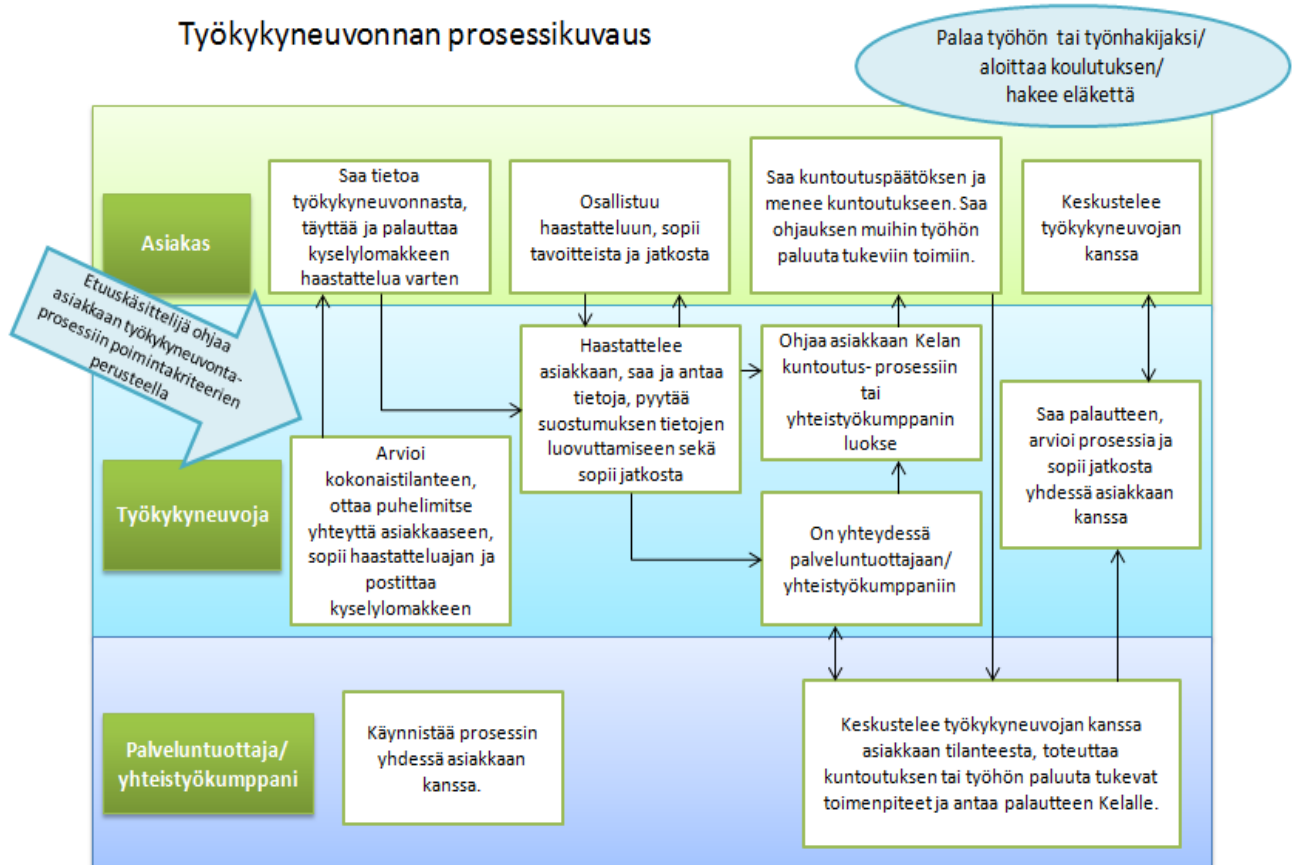 Työkykyneuvonnan prosessikuvaus
Palaa työhön tai työnhakijaksi/
aloittaa koulutuksen/
hakee eläkettä
Asiakas
Saa tietoa
työkykyneuvonnasta,
täyttää ja palauttaa
kyselylomakkeen
haastattelua varten
Osallistuu
haastatteluun, sopii
tavoitteista ja jatkosta
Saa kuntoutuspäätöksen ja
menee kuntoutukseen. Saa
ohjauksen muihin työhön
paluuta tukeviin toimiin.
Keskustelee
työkykyneuvojan
kanssa
Etuuskäsittelijä ohjaa
asiakkaan työkykyneuvonta-
prosessiin poimintakriteerien
perusteella
Työkykyneuvoja
Arvioi
kokonaistilanteen,
ottaa puhelimitse
yhteyttä asiakkaaseen,
sopii haastatteluajan ja
postittaa
kyselylomakkeen
Haastattelee
asiakkaan, saa ja antaa
tietoja, pyytää
suostumuksen tietojen
luovuttamiseen sekä
sopii jatkosta
Ohjaa asiakkaan Kelan
kuntoutus- prosessiin
tai
yhteistyökumppanin
luokse
On yhteydessä
palveluntuottajaan/
yhteistyökumppaniin
Saa palautteen,
arvioi prosessia ja
sopii jatkosta
yhdessä asiakkaan
kanssa
Palveluntuottaja/
yhteistyökumppani
Käynnistää prosessin
yhdessä asiakkaan
kanssa.
Keskustelee työkykyneuvojan kanssa
asiakkaan tilanteesta, toteuttaa
kuntoutuksen tai työhön paluuta tukevat
toimenpiteet ja antaa palautteen Kelalle.